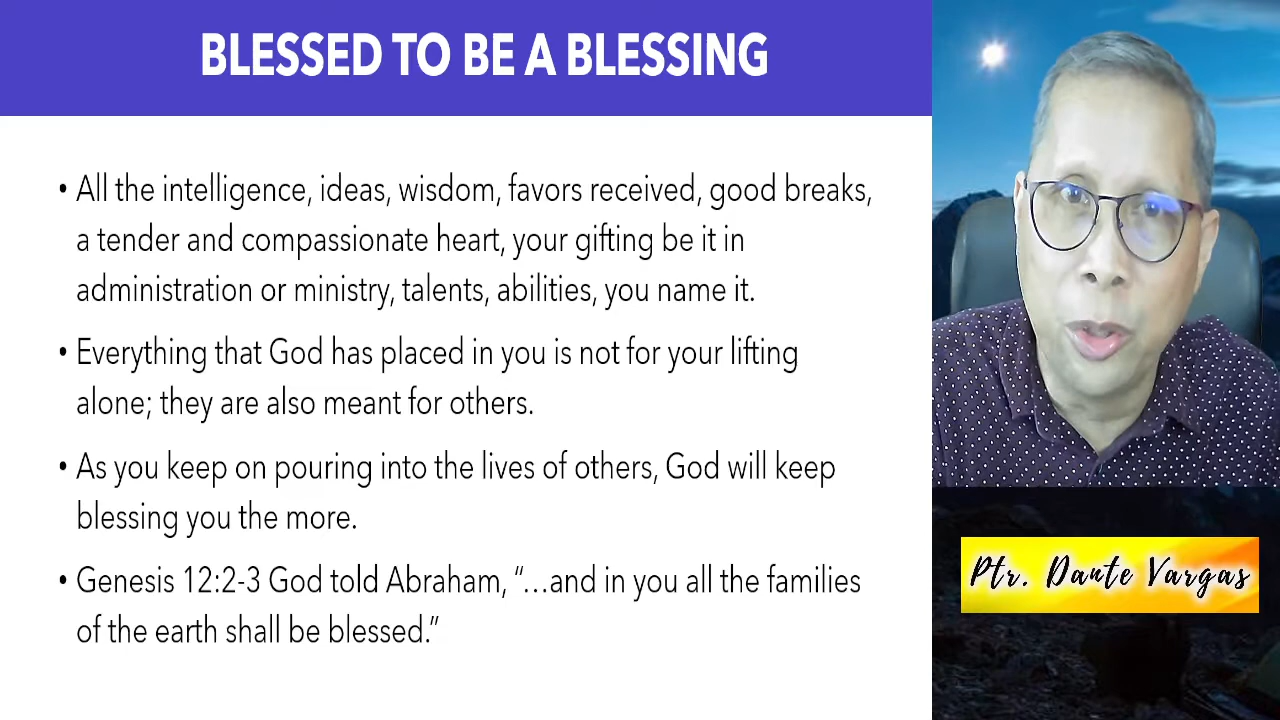 BLESSED TO BE A BLESSING
• All the intelligence, ideas, wisdom, favors received, good breaks,
a tender and compassionate heart, your gifting be it in
administration or ministry, talents, abilities, you name it.
• Everything that God has placed in you is not for your lifting
alone; they are also meant for others.
• As you keep on pouring into the lives of others, God will keep
blessing you the more.
• Genesis 12:2-3 God told Abraham, “…and in you all the families
of the earth shall be blessed.”
Ptr. Dante Vargas